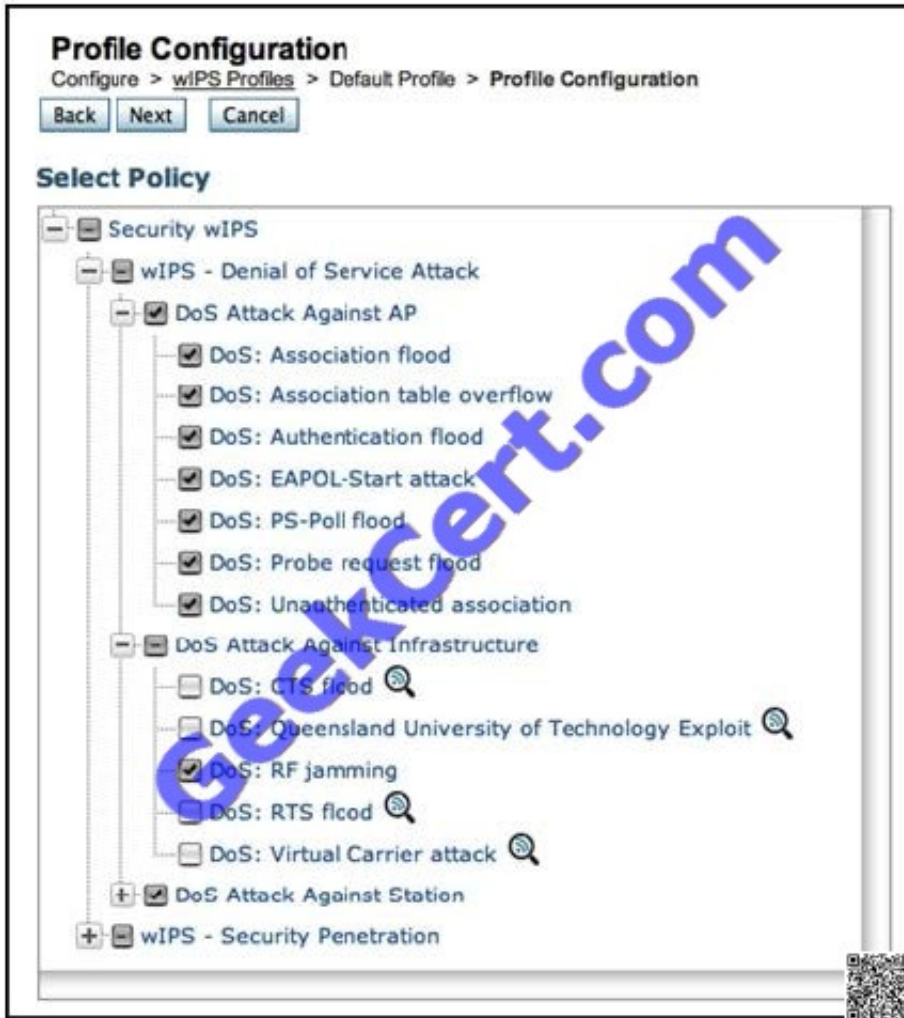 Profile Configuration
Configure > wIPS Profiles > Default Profile > Profile Configuration
Back Next Cancel
Select Policy
Security wIPS
wIPS - Denial of Service Attack
DoS Attack Against AP
DoS: Association flood
DoS: Association table overflow
DoS: Authentication flood
DoS: EAPOL-Start attack
DoS: PS-Poll flood
DoS: Probe request flood
DoS: Unauthenticated association
DoS Attack Against Infrastructure
DoS: CTS flood
DoS: Queensland University of Technology Exploit
DoS: RF jamming
DoS: RTS flood
DoS: Virtual Carrier attack
DoS Attack Against Station
wIPS - Security Penetration
GeekCert.com